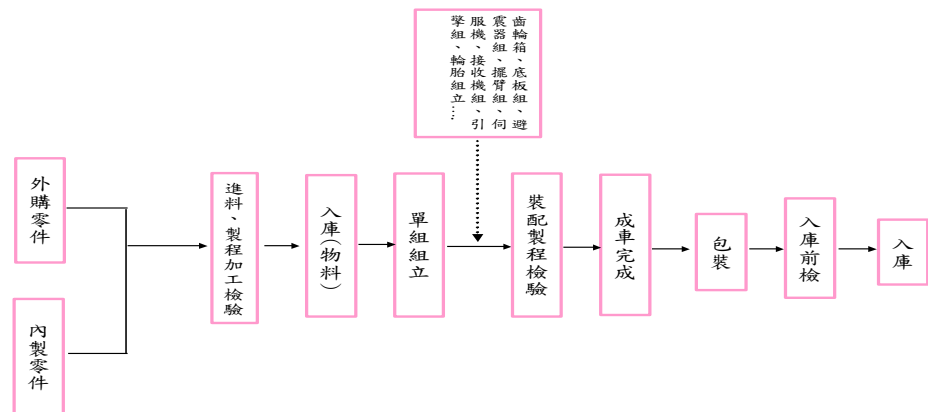 齒輪箱、底板組、避
震器組、擺臂組、伺
服機、接收機組、引
擎組、輪胎組立....
外購零件
內製零件
進料、製程加工檢驗
入庫(物料)
單組組立
裝配製程檢驗
成車完成
包裝
入庫前檢
入庫